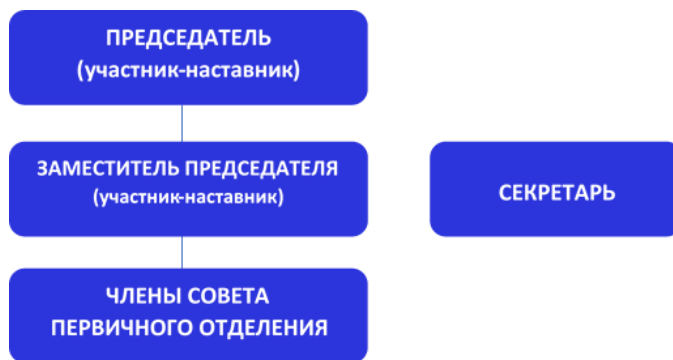 ПРЕДСЕДАТЕЛЬ
(участник-наставник)
ЗАМЕСТИТЕЛЬ ПРЕДСЕДАТЕЛЯ
(участник-наставник)
СЕКРЕТАРЬ
ЧЛЕНЫ СОВЕТА
ПЕРВИЧНОГО ОТДЕЛЕНИЯ